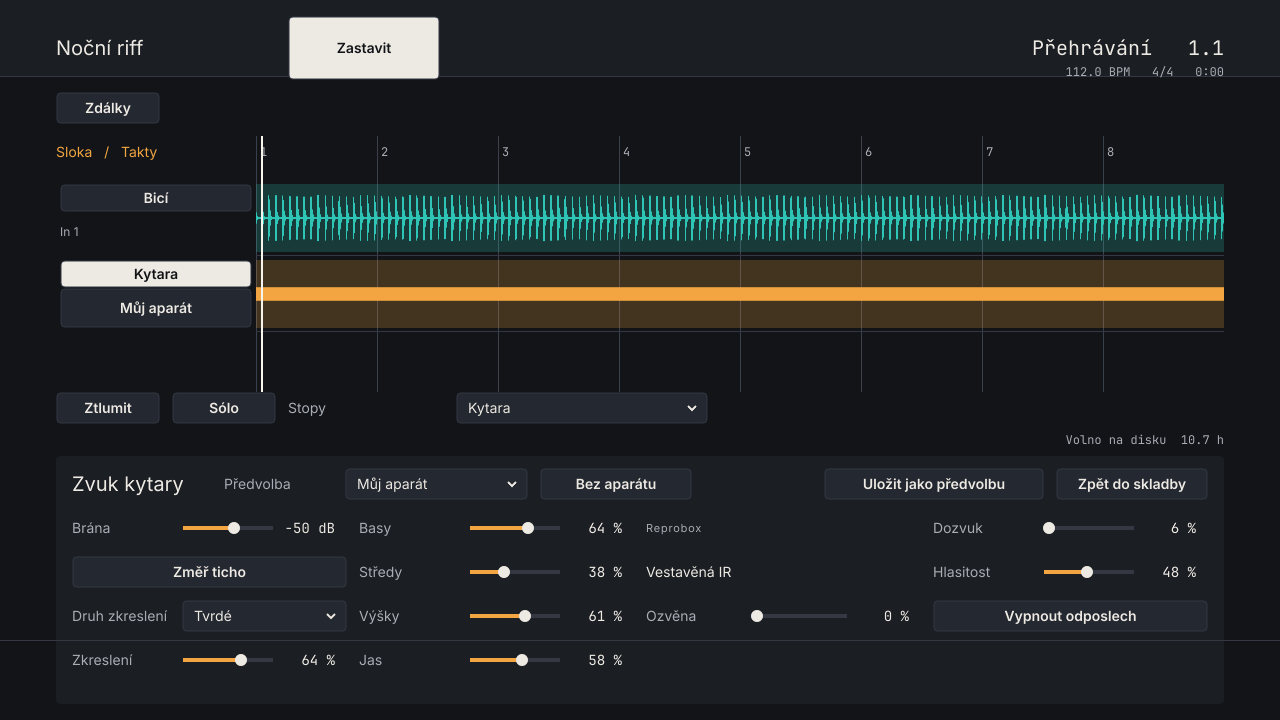 Noční riff
Zastavit
Přehrávání 1.1
112.0 BPM 4/4 0:00
Zdálky
Sloka / Takty
1 2 3 4 5 6 7 8
Bicí
In 1
Kytara
Můj aparát
Ztlumit Sólo Stopy Kytara
Volno na disku 10.7 h
Zvuk kytary Předvolba Můj aparát Bez aparátu Uložit jako předvolbu Zpět do skladby
Brána -50 dB Basy 64 % Reprobox Dozvuk 6 %
Změř ticho Středy 38 % Vestavěná IR Hlasitost 48 %
Druh zkreslení Tvrdé Výšky 61 % Ozvěna 0 % Vypnout odposlech
Zkreslení 64 % Jas 58 %